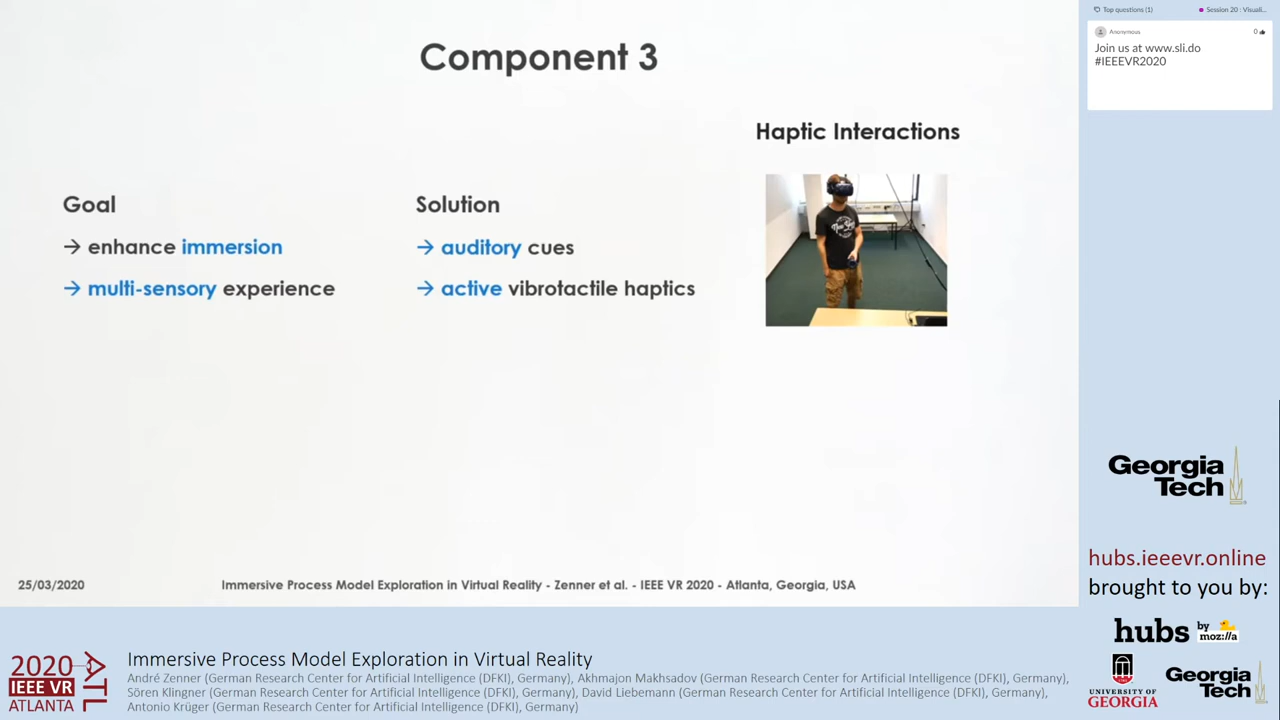 Component 3
Haptic Interactions
Goal
→ enhance immersion
→ multi-sensory experience
Solution
→ auditory cues
→ active vibrotactile haptics
25/03/2020
Immersive Process Model Exploration in Virtual Reality - Zenner et al. - IEEE VR 2020 - Atlanta, Georgia, USA
Top questions (1)
Session 20 : Visuali...
Anonymous
0
Join us at www.sli.do
#IEEEVR2020
Georgia
Tech
hubs.ieeevr.online
brought to you by:
hubs by
moz://a
UNIVERSITY OF
GEORGIA
Georgia
Tech
2020
IEEE VR
ATLANTA
ATL
Immersive Process Model Exploration in Virtual Reality
André Zenner (German Research Center for Artificial Intelligence (DFKI), Germany), Akhmajon Makhsadov (German Research Center for Artificial Intelligence (DFKI), Germany),
Sören Klingner (German Research Center for Artificial Intelligence (DFKI), Germany), David Liebemann (German Research Center for Artificial Intelligence (DFKI), Germany),
Antonio Krüger (German Research Center for Artificial Intelligence (DFKI), Germany)